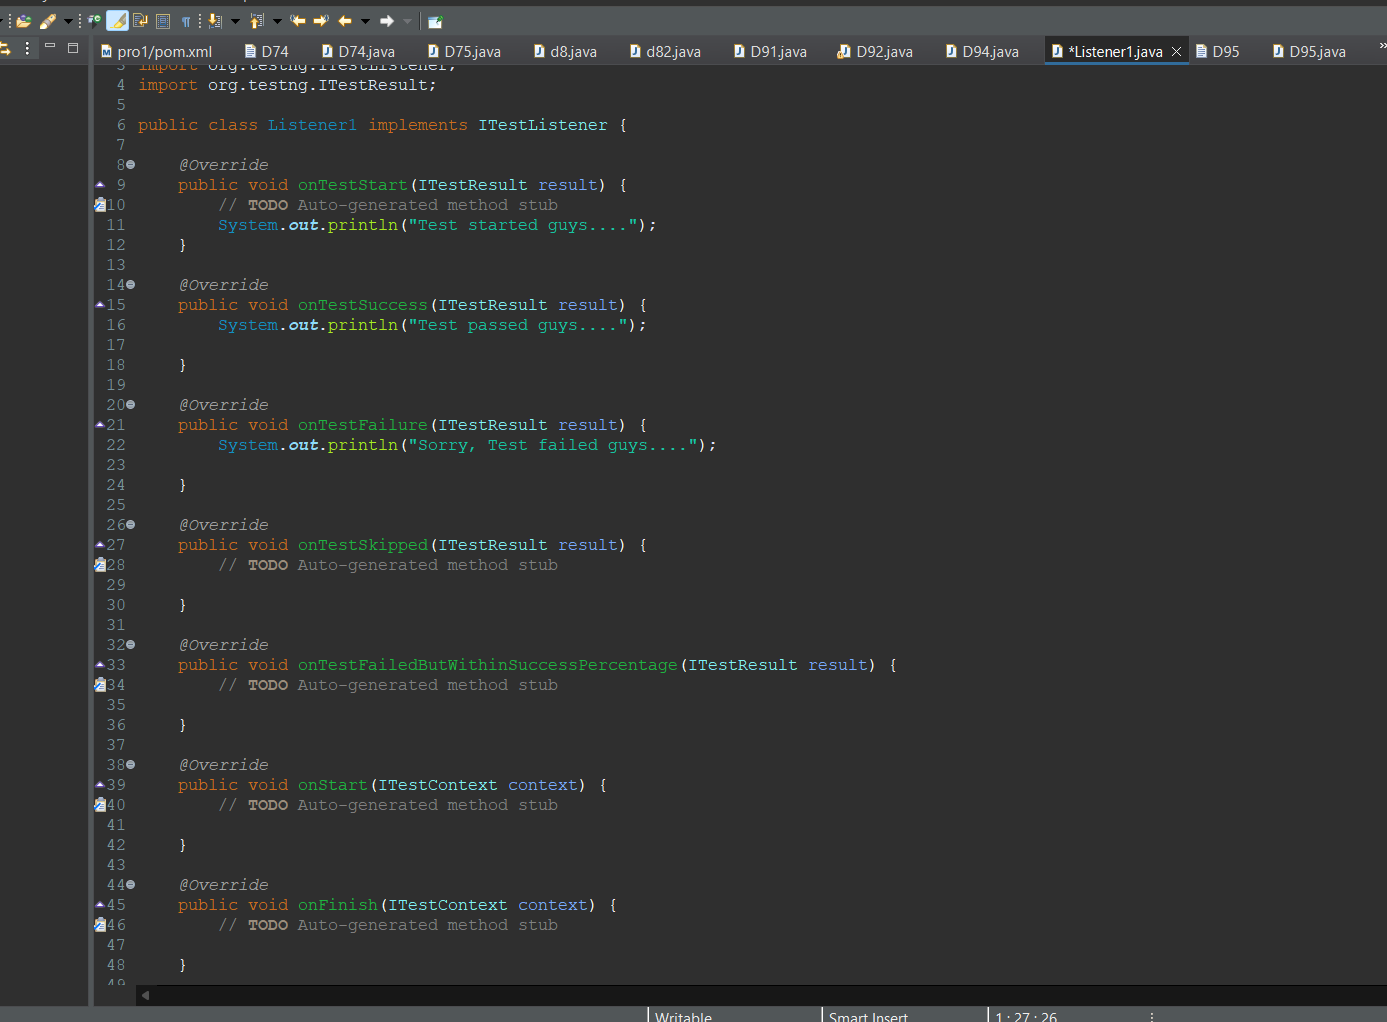 pro1/pom.xml D74 D74.java D75.java d8.java d82.java D91.java D92.java D94.java *Listener1.java D95 D95.java
3 import org.testng.ITestListener;
4 import org.testng.ITestResult;
5
6 public class Listener1 implements ITestListener {
7
8 @Override
9 public void onTestStart(ITestResult result) {
10 // TODO Auto-generated method stub
11 System.out.println("Test started guys....");
12 }
13
14 @Override
15 public void onTestSuccess(ITestResult result) {
16 System.out.println("Test passed guys....");
17
18 }
19
20 @Override
21 public void onTestFailure(ITestResult result) {
22 System.out.println("Sorry, Test failed guys....");
23
24 }
25
26 @Override
27 public void onTestSkipped(ITestResult result) {
28 // TODO Auto-generated method stub
29
30 }
31
32 @Override
33 public void onTestFailedButWithinSuccessPercentage(ITestResult result) {
34 // TODO Auto-generated method stub
35
36 }
37
38 @Override
39 public void onStart(ITestContext context) {
40 // TODO Auto-generated method stub
41
42 }
43
44 @Override
45 public void onFinish(ITestContext context) {
46 // TODO Auto-generated method stub
47
48 }
49
Writable Smart Insert 1 : 27 : 26